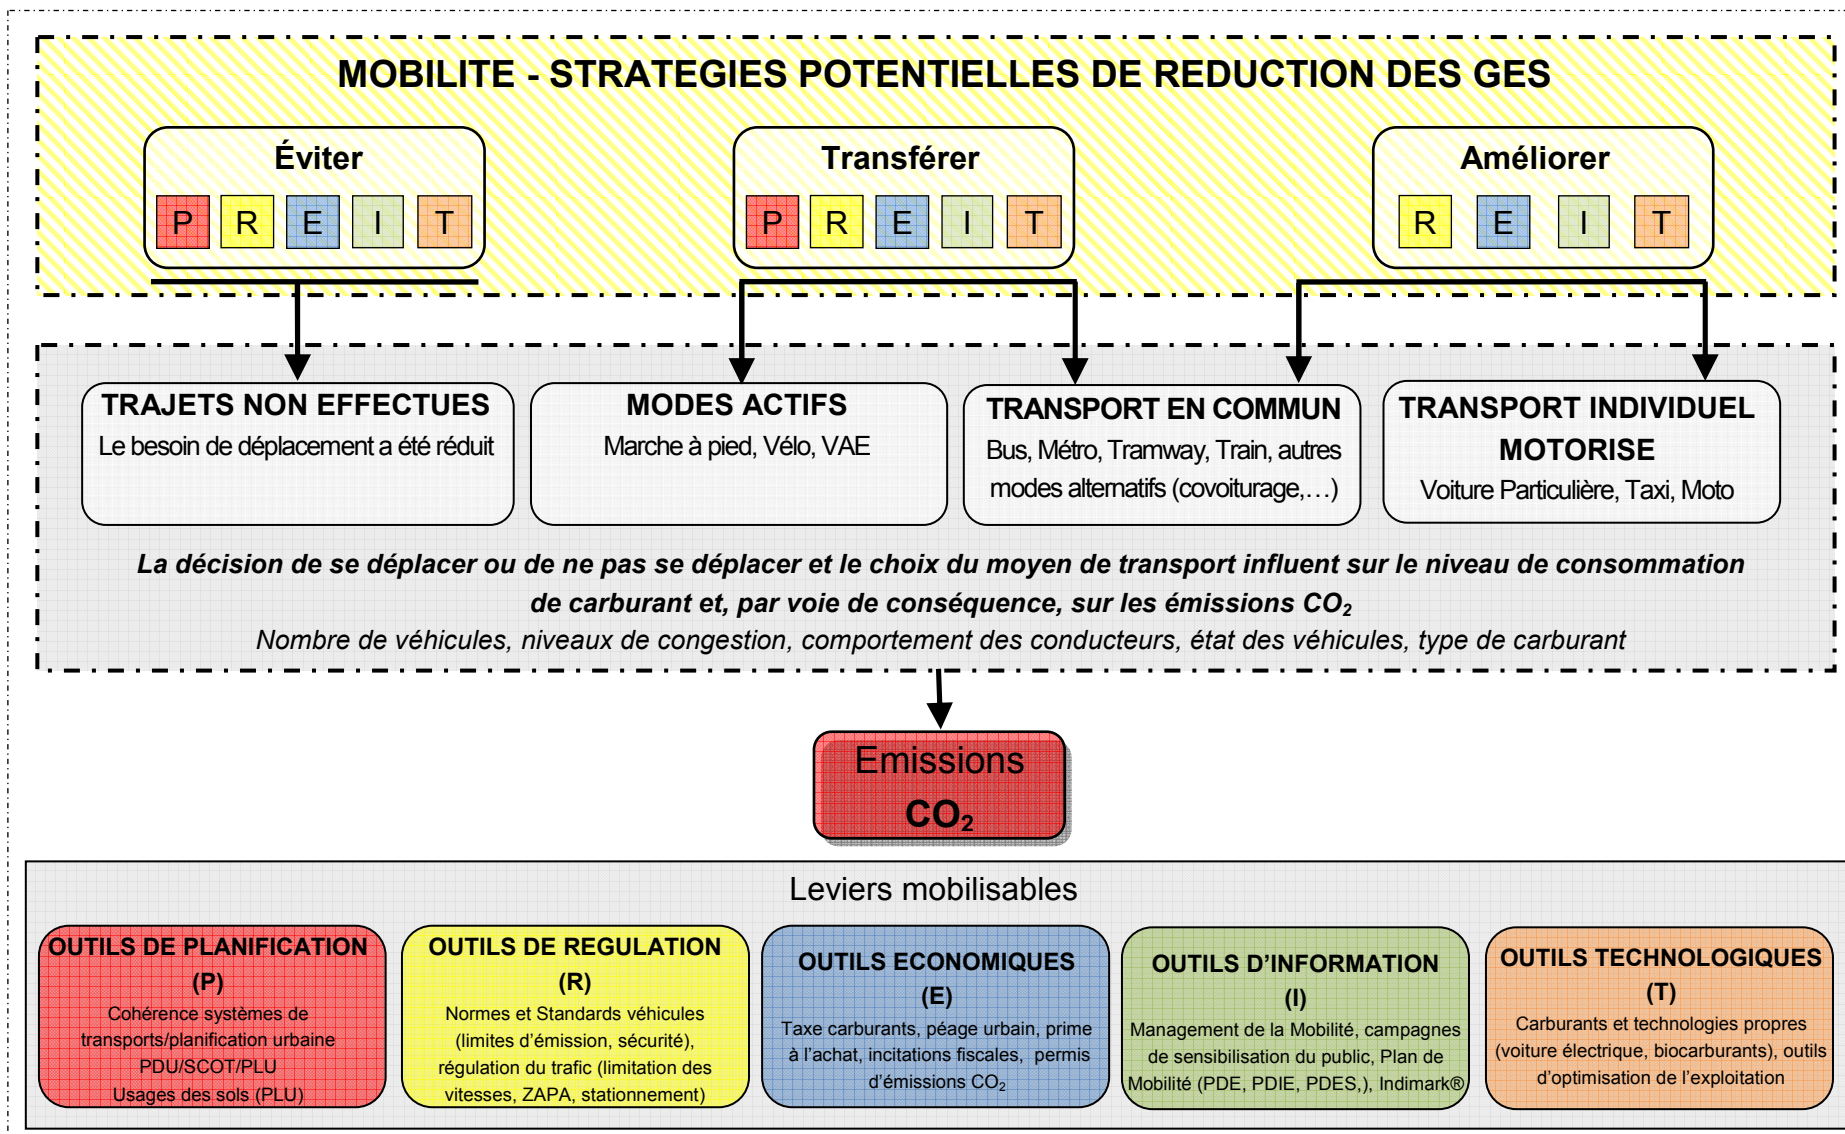 MOBILITE - STRATEGIES POTENTIELLES DE REDUCTION DES GES
Éviter
P R E I T
Transférer
P R E I T
Améliorer
R E I T
TRAJETS NON EFFECTUES
Le besoin de déplacement a été réduit
MODES ACTIFS
Marche à pied, Vélo, VAE
TRANSPORT EN COMMUN
Bus, Métro, Tramway, Train, autres
modes alternatifs (covoiturage,…)
TRANSPORT INDIVIDUEL
MOTORISE
Voiture Particulière, Taxi, Moto
La décision de se déplacer ou de ne pas se déplacer et le choix du moyen de transport influent sur le niveau de consommation
de carburant et, par voie de conséquence, sur les émissions CO₂
Nombre de véhicules, niveaux de congestion, comportement des conducteurs, état des véhicules, type de carburant
Emissions
CO₂
Leviers mobilisables
OUTILS DE PLANIFICATION
(P)
Cohérence systèmes de
transports/planification urbaine
PDU/SCOT/PLU
Usages des sols (PLU)
OUTILS DE REGULATION
(R)
Normes et Standards véhicules
(limites d’émission, sécurité),
régulation du trafic (limitation des
vitesses, ZAPA, stationnement)
OUTILS ECONOMIQUES
(E)
Taxe carburants, péage urbain, prime
à l’achat, incitations fiscales, permis
d’émissions CO₂
OUTILS D’INFORMATION
(I)
Management de la Mobilité, campagnes
de sensibilisation du public, Plan de
Mobilité (PDE, PDIE, PDES,), Indimark®
OUTILS TECHNOLOGIQUES
(T)
Carburants et technologies propres
(voiture électrique, biocarburants), outils
d’optimisation de l’exploitation